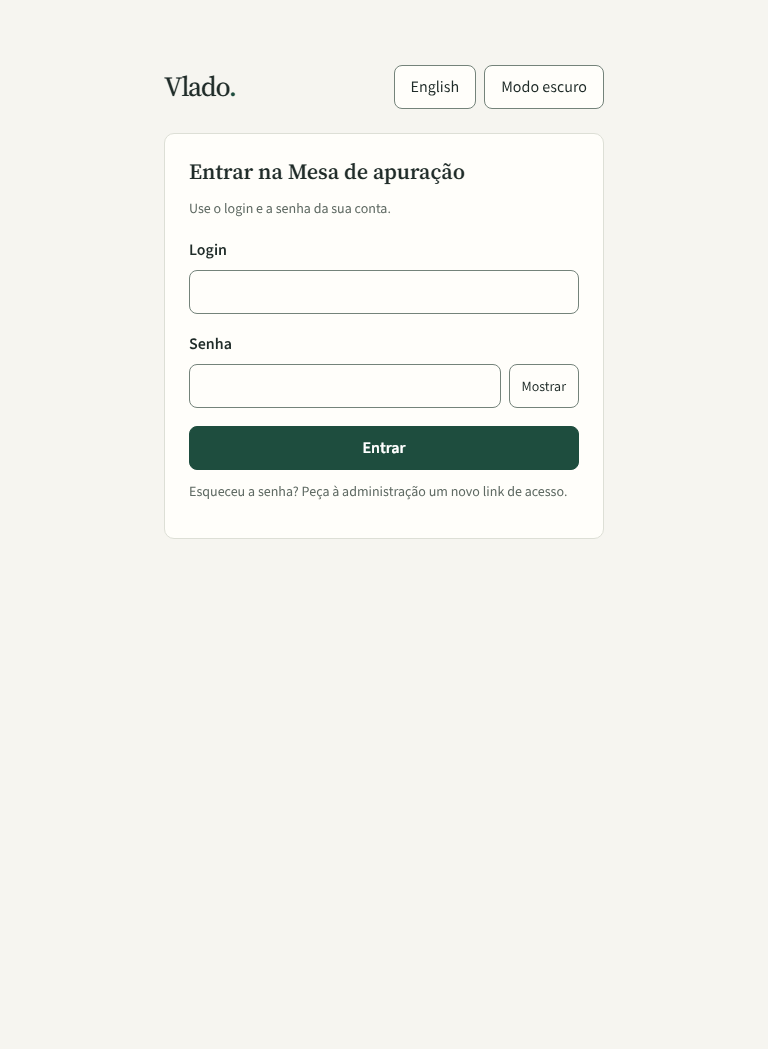 Vlado.
English
Modo escuro
Entrar na Mesa de apuração
Use o login e a senha da sua conta.
Login
Senha
Mostrar
Entrar
Esqueceu a senha? Peça à administração um novo link de acesso.